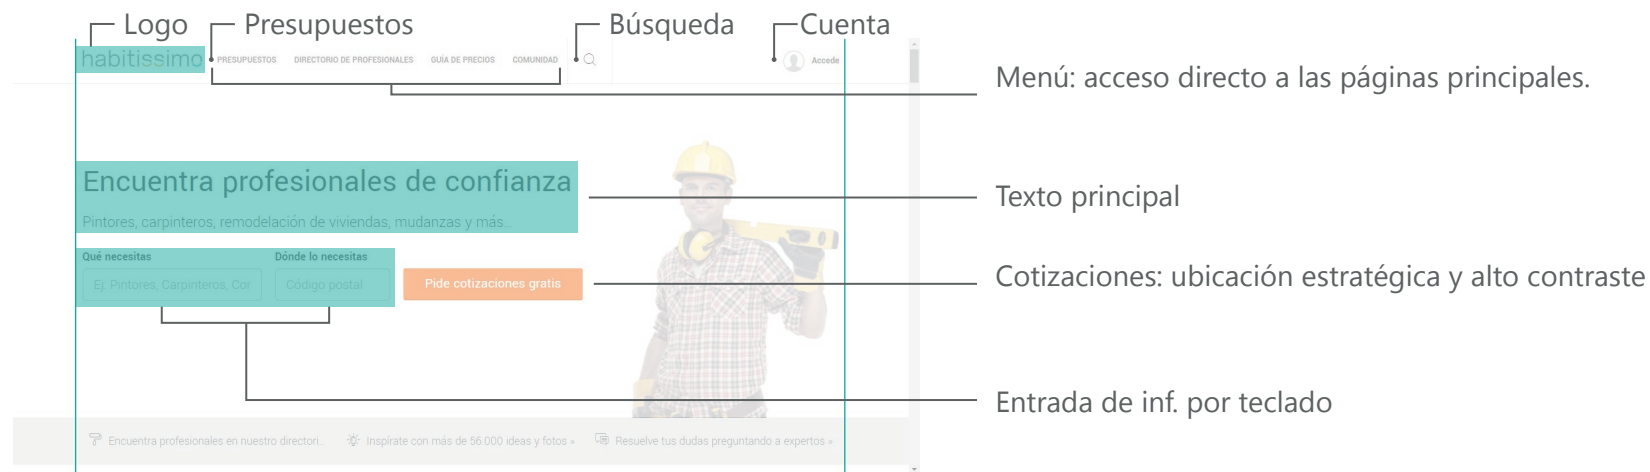 Logo Presupuestos Búsqueda Cuenta
habitissimo PRESUPUESTOS DIRECTORIO DE PROFESIONALES GUÍA DE PRECIOS COMUNIDAD Accede
Menú: acceso directo a las páginas principales.
Encuentra profesionales de confianza
Texto principal
Pintores, carpinteros, remodelación de viviendas, mudanzas y más...
Qué necesitas Dónde lo necesitas
Ej: Pintores, Carpinteros, Cor Código postal Pide cotizaciones gratis
Cotizaciones: ubicación estratégica y alto contraste
Entrada de inf. por teclado
Encuentra profesionales en nuestro directori... Inspírate con más de 56.000 ideas y fotos » Resuelve tus dudas preguntando a expertos »